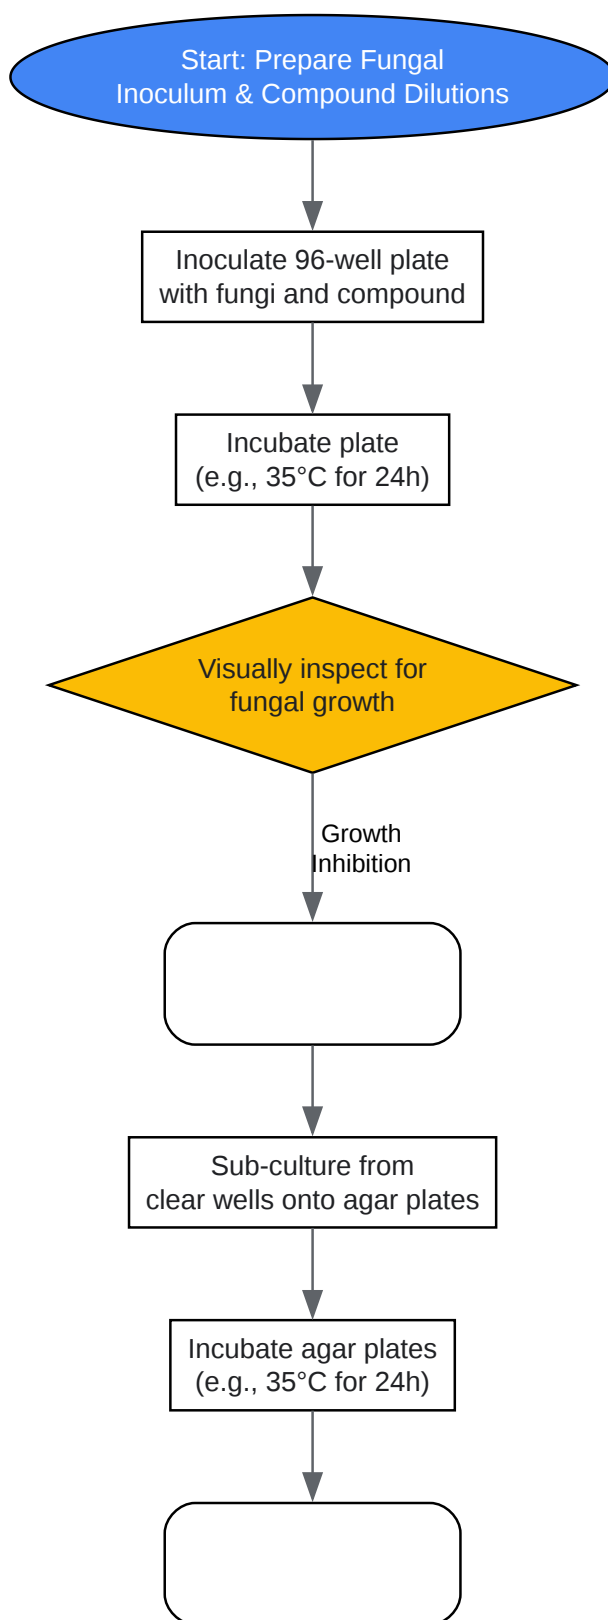 Start: Prepare Fungal
Inoculum & Compound Dilutions
Inoculate 96-well plate
with fungi and compound
Incubate plate
(e.g., 35°C for 24h)
Visually inspect for
fungal growth
Growth
Inhibition
Sub-culture from
clear wells onto agar plates
Incubate agar plates
(e.g., 35°C for 24h)